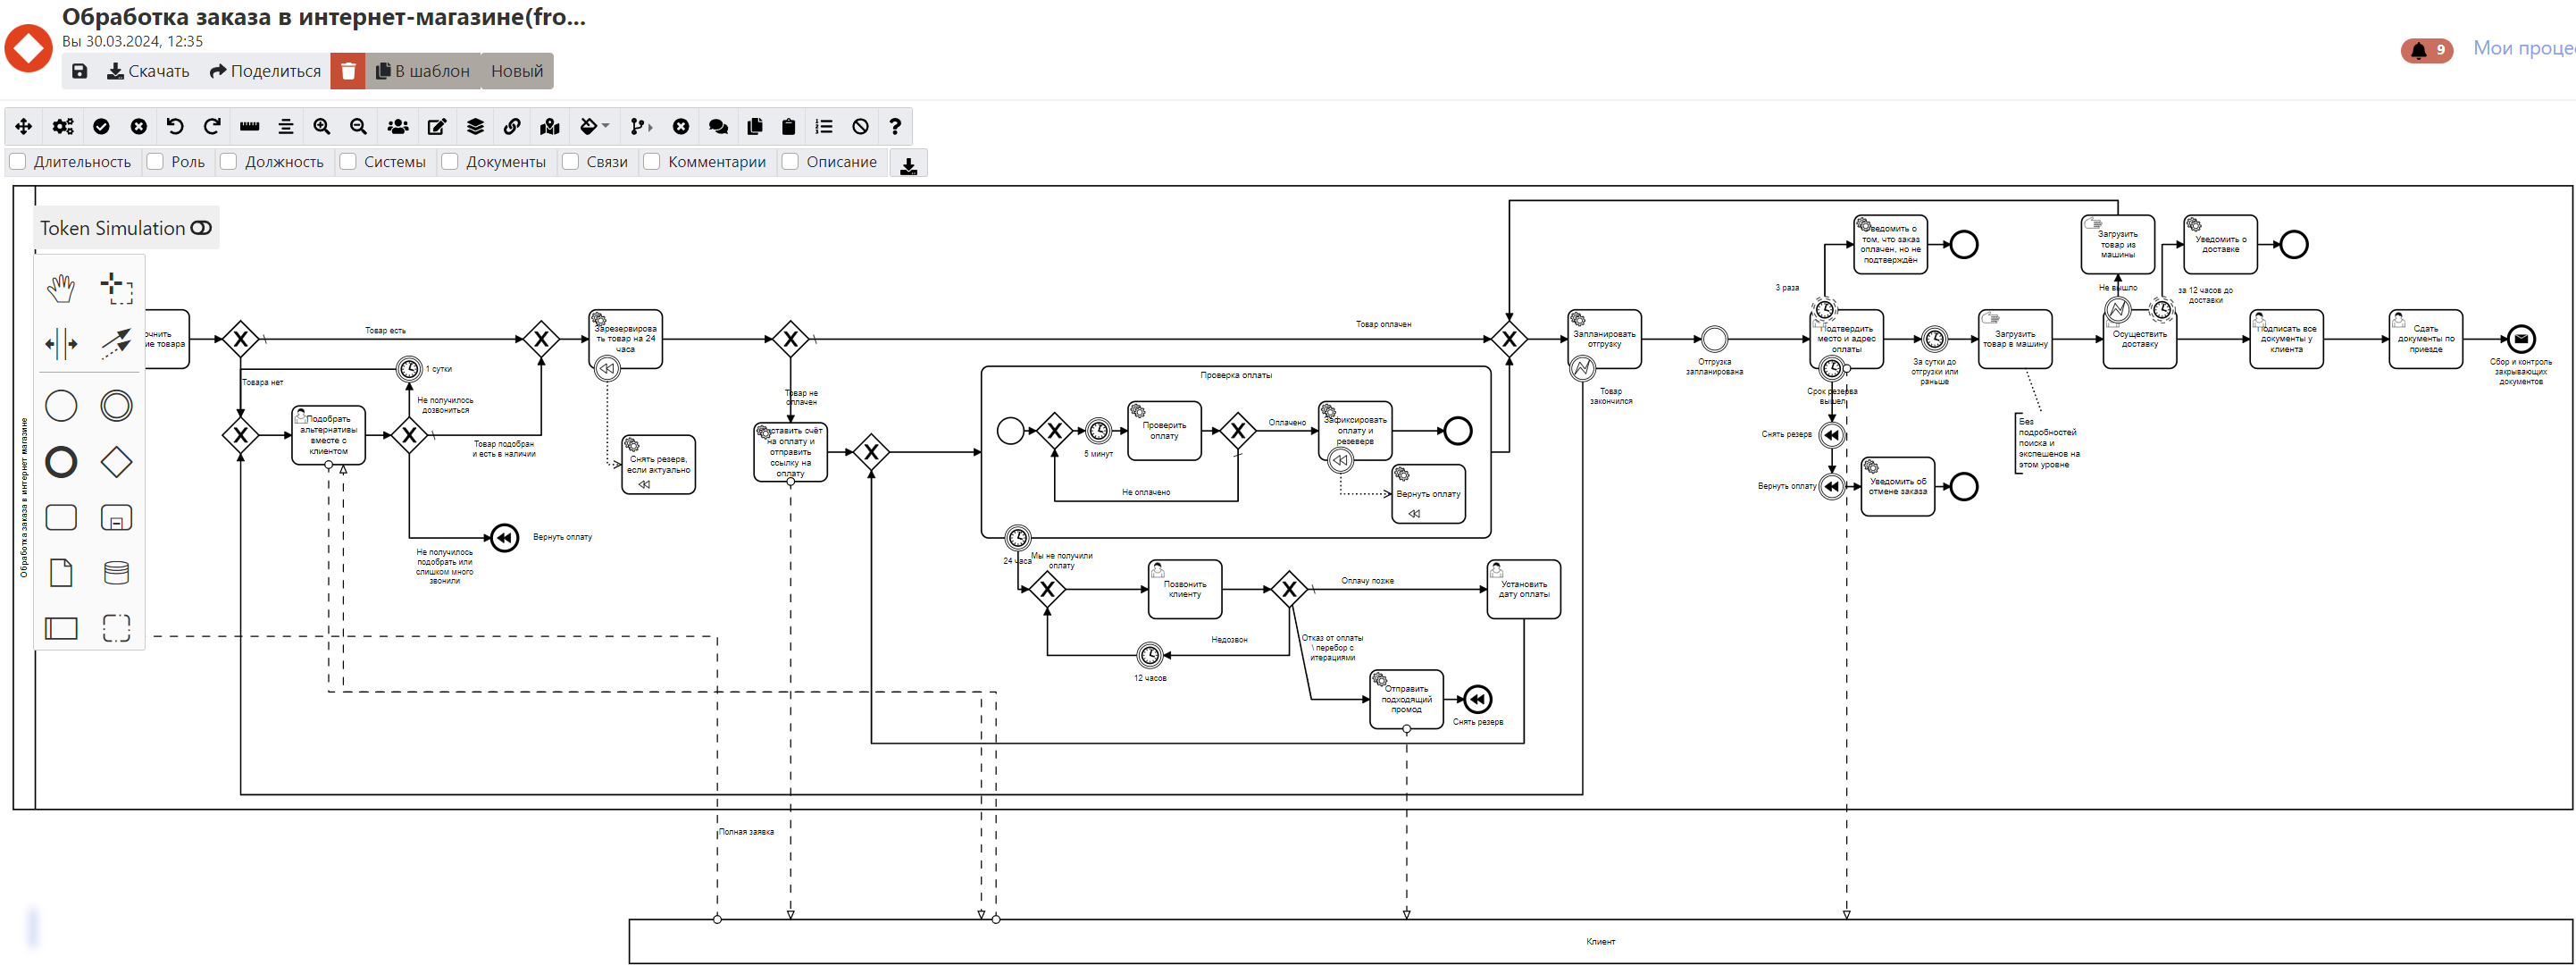 Обработка заказа в интернет-магазине(fro...
Вы 30.03.2024, 12:35
Скачать
Поделиться
В шаблон
Новый
9
Мои проце
Длительность
Роль
Должность
Системы
Документы
Связи
Комментарии
Описание
Token Simulation
Обработка заказа в интернет магазине
ие товара
Товар есть
Товара нет
1 сутки
Не получилось
дозвониться
Подобрать
альтернативы
вместе с
клиентом
Товар подобран
и есть в наличии
Не получилось
подобрать или
слишком много
звонили
Вернуть оплату
Зарезервирова
ть товар на 24
часа
Снять резерв,
если актуально
Товар не
оплачен
на оплату и
отправить
ссылку на
оплату
Товар оплачен
Проверка оплаты
5 минут
Проверить
оплату
Оплачено
Не оплачено
Зафиксировать
оплату и
резеверв
Вернуть оплату
24 часа
Мы не получили
оплату
Позвонить
клиенту
Оплачу позже
Установить
дату оплаты
Недозвон
12 часов
Отказ от оплаты
\ перебор с
итерациями
Отправить
подходящий
промод
Снять резерв
Запланировать
отгрузку
Товар
закончился
Отгрузка
запланирована
3 раза
том, что заказ
оплачен, но не
подтверждён
Подтвердить
место и адрес
оплаты
Срок резерва
вышел
Снять резерв
Вернуть оплату
Уведомить об
отмене заказа
За сутки до
отгрузки или
раньше
Загрузить
товар в машину
Без
подробностей
поиска и
экспешенов на
этом уровне
Загрузить
товар из
машины
Не вышло
Осуществить
доставку
за 12 часов до
доставки
Уведомить о
доставке
Подписать все
документы у
клиента
Сдать
документы по
приезде
Сбор и контроль
закрывающих
документов
Полная заявка
Клиент